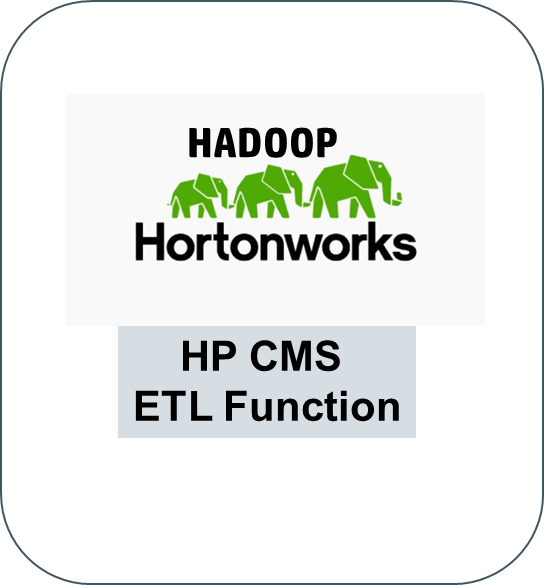 HADOOP
Hortonworks
HP CMS
ETL Function